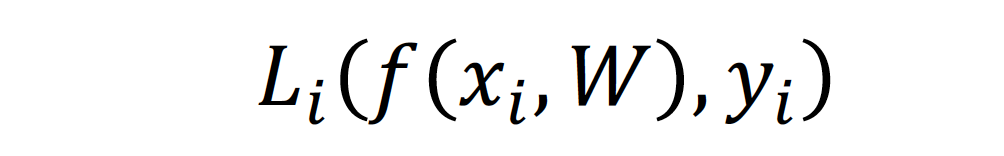 L_i(f(x_i, W), y_i)